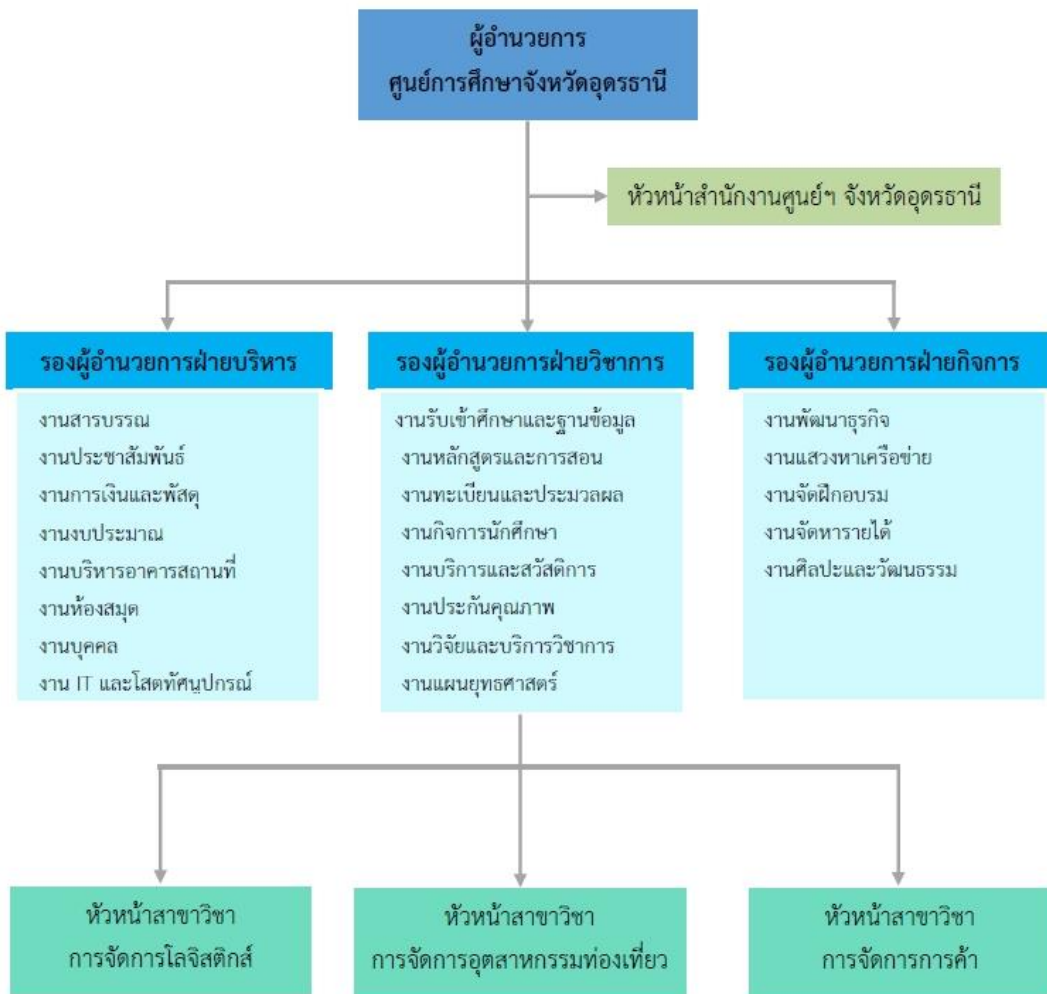 ผู้อำนวยการ
ศูนย์การศึกษาจังหวัดอุดรธานี
หัวหน้าสำนักงานศูนย์ฯ จังหวัดอุดรธานี
รองผู้อำนวยการฝ่ายบริหาร
งานสารบรรณ
งานประชาสัมพันธ์
งานการเงินและพัสดุ
งานงบประมาณ
งานบริหารอาคารสถานที่
งานห้องสมุด
งานบุคคล
งาน IT และโสตทัศนูปกรณ์
รองผู้อำนวยการฝ่ายวิชาการ
งานรับเข้าศึกษาและฐานข้อมูล
งานหลักสูตรและการสอน
งานทะเบียนและประมวลผล
งานกิจการนักศึกษา
งานบริการและสวัสดิการ
งานประกันคุณภาพ
งานวิจัยและบริการวิชาการ
งานแผนยุทธศาสตร์
รองผู้อำนวยการฝ่ายกิจการ
งานพัฒนาธุรกิจ
งานแสวงหาเครือข่าย
งานจัดฝึกอบรม
งานจัดหารายได้
งานศิลปะและวัฒนธรรม
หัวหน้าสาขาวิชา
การจัดการโลจิสติกส์
หัวหน้าสาขาวิชา
การจัดการอุตสาหกรรมท่องเที่ยว
หัวหน้าสาขาวิชา
การจัดการการค้า